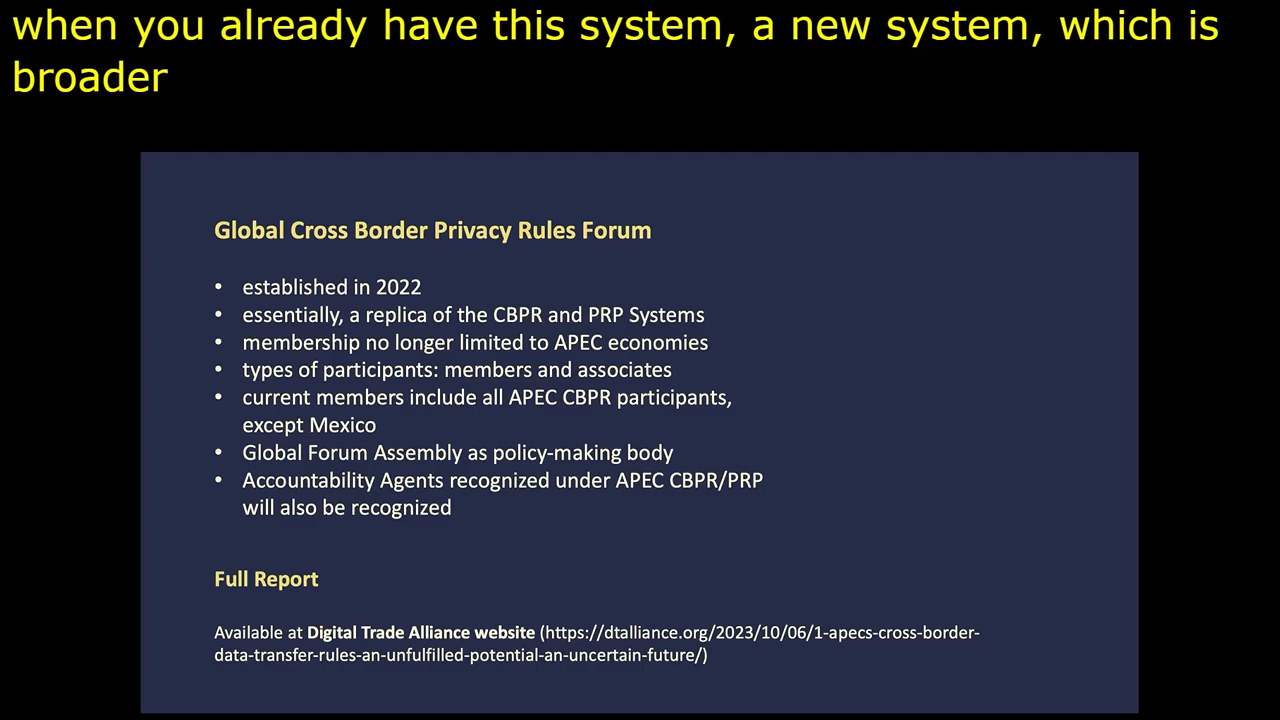 when you already have this system, a new system, which is
broader
Global Cross Border Privacy Rules Forum
• established in 2022
• essentially, a replica of the CBPR and PRP Systems
• membership no longer limited to APEC economies
• types of participants: members and associates
• current members include all APEC CBPR participants,
except Mexico
• Global Forum Assembly as policy-making body
• Accountability Agents recognized under APEC CBPR/PRP
will also be recognized
Full Report
Available at Digital Trade Alliance website (https://dtalliance.org/2023/10/06/1-apecs-cross-border-
data-transfer-rules-an-unfulfilled-potential-an-uncertain-future/)